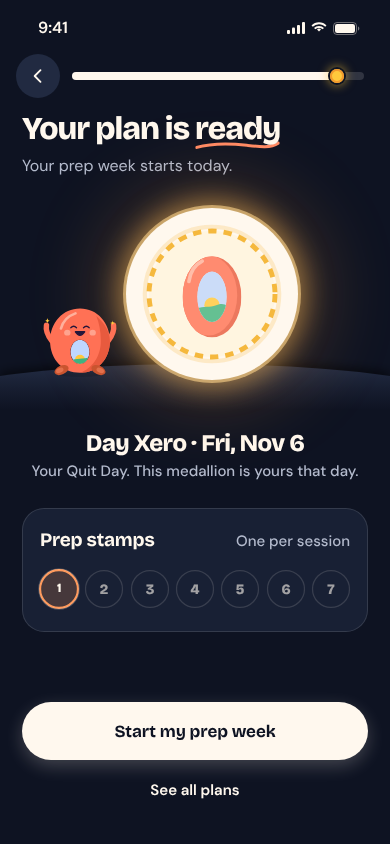 9:41
Your plan is ready
Your prep week starts today.
Day Xero · Fri, Nov 6
Your Quit Day. This medallion is yours that day.
Prep stamps One per session
1 2 3 4 5 6 7
Start my prep week
See all plans